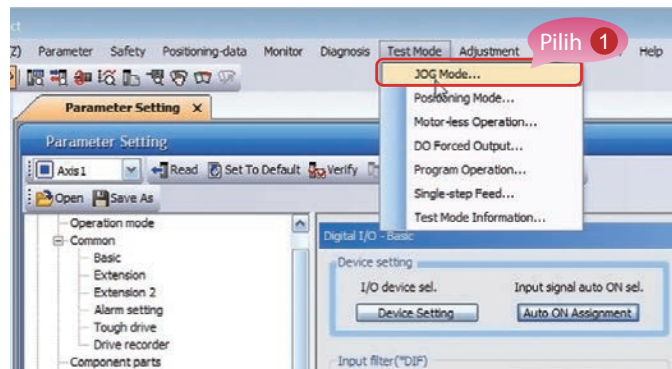 ct
Z) Parameter Safety Positioning-data Monitor Diagnosis Test Mode Adjustment Help
Pilih 1
JOG Mode...
Positioning Mode...
Motor-less Operation...
DO Forced Output...
Program Operation...
Single-step Feed...
Test Mode Information...
Parameter Setting X
Parameter Setting
Axis1 Read Set To Default Verify
Open Save As
Operation mode
Common
Basic
Extension
Extension 2
Alarm setting
Tough drive
Drive recorder
Component parts
Digital I/O - Basic
Device setting
I/O device sel. Input signal auto ON sel.
Device Setting Auto ON Assignment
Input filter(*DIF)